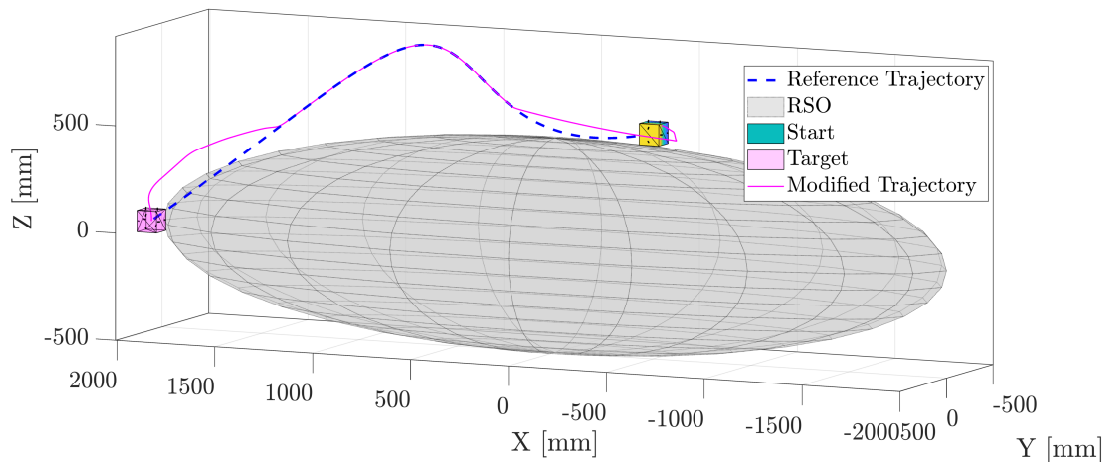 Z [mm]
500
0
-500
2000
1500
1000
500
0
-500
-1000
-1500
-2000
500
0
-500
X [mm]
Y [mm]
Reference Trajectory
RSO
Start
Target
Modified Trajectory